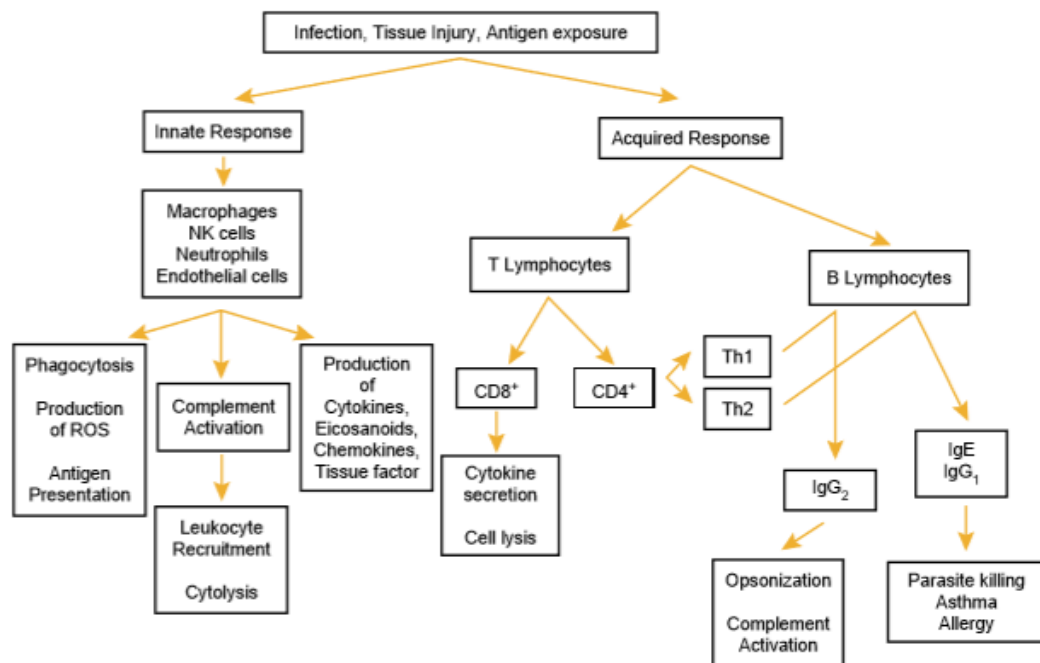 Infection, Tissue Injury, Antigen exposure
Innate Response
Acquired Response
Macrophages
NK cells
Neutrophils
Endothelial cells
T Lymphocytes
B Lymphocytes
Phagocytosis
Production
of ROS
Antigen
Presentation
Complement
Activation
Production
of
Cytokines,
Eicosanoids,
Chemokines,
Tissue factor
CD8⁺
CD4⁺
Th1
Th2
Leukocyte
Recruitment
Cytolysis
Cytokine
secretion
Cell lysis
IgG₂
IgE
IgG₁
Opsonization
Complement
Activation
Parasite killing
Asthma
Allergy